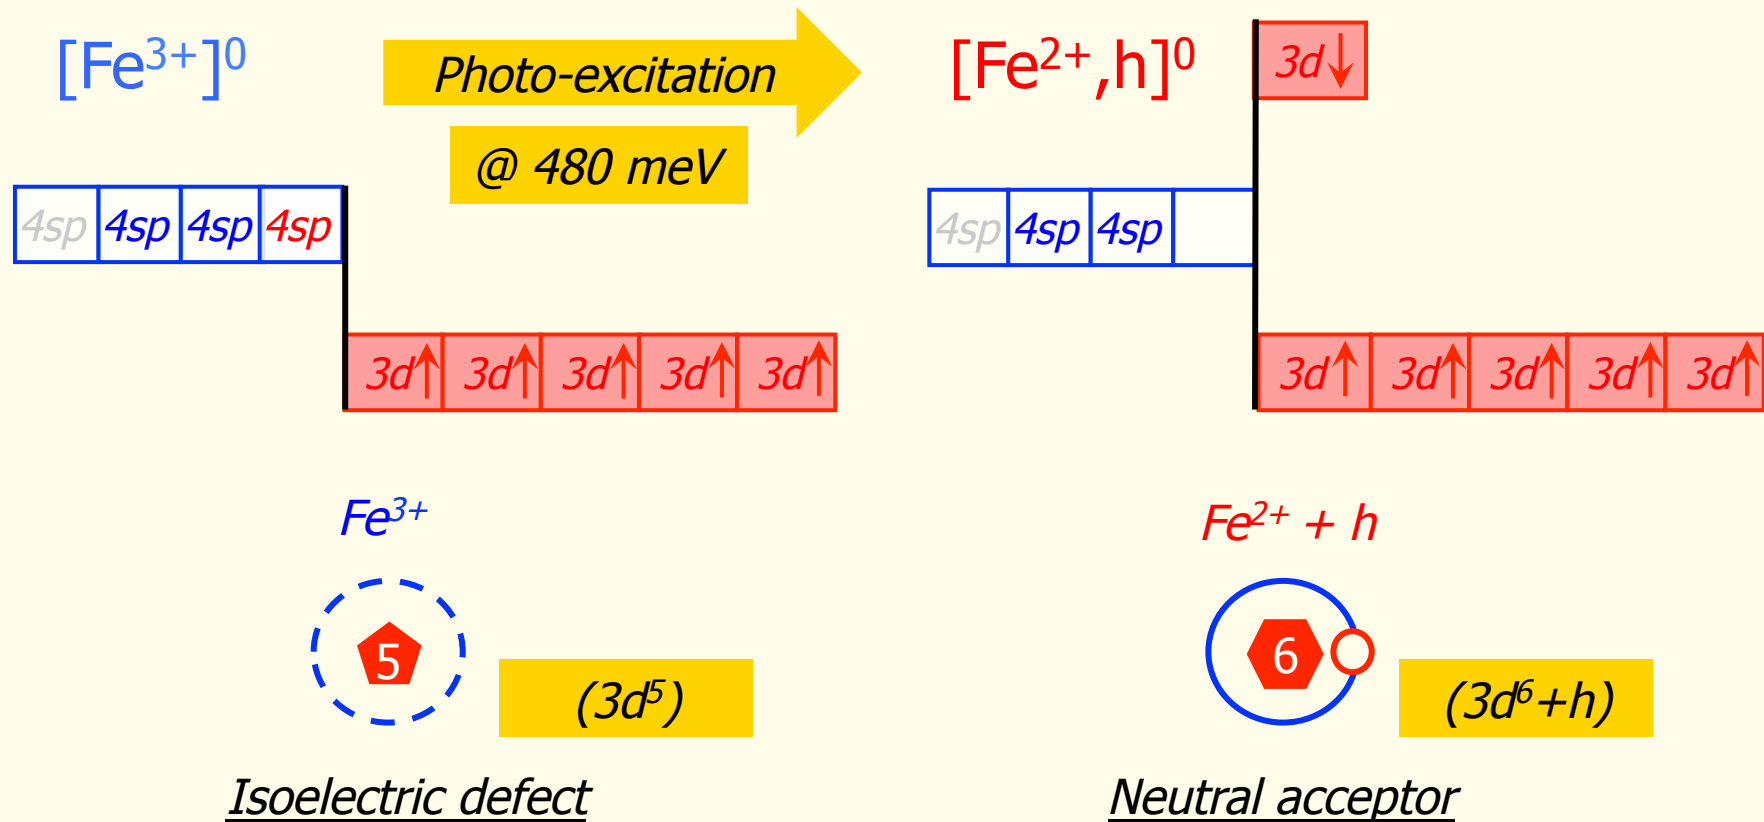 [Fe³⁺]⁰
Photo-excitation
@ 480 meV
[Fe²⁺,h]⁰
3d↓
4sp 4sp 4sp 4sp
4sp 4sp 4sp
3d↑ 3d↑ 3d↑ 3d↑ 3d↑
3d↑ 3d↑ 3d↑ 3d↑ 3d↑
Fe³⁺
5
(3d⁵)
Isoelectric defect
Fe²⁺ + h
6
(3d⁶+h)
Neutral acceptor